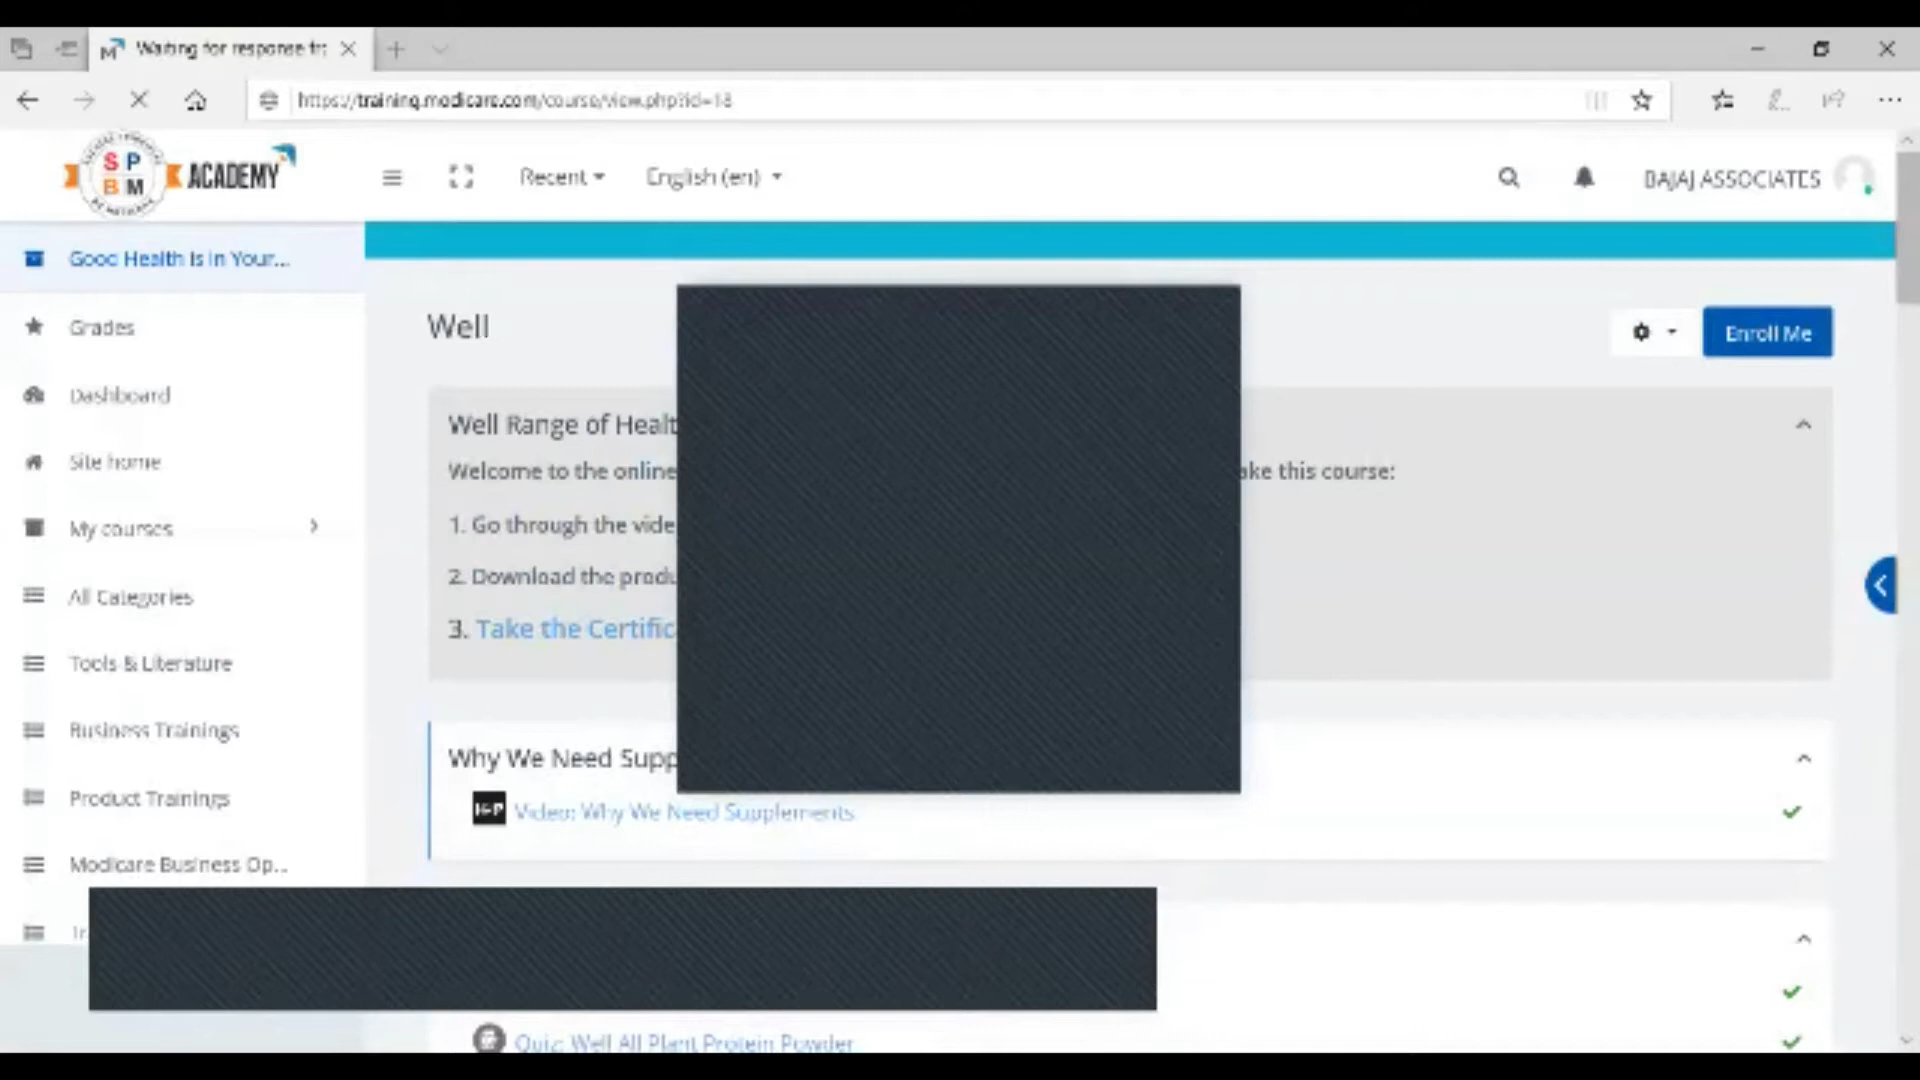 Waiting for response fr
https://training.modicare.com/course/view.php?id=18
S P B M
ACADEMY
Recent
English (en)
BAJAJ ASSOCIATES
Good Health Is In Your...
Grades
Dashboard
Site home
My courses
All Categories
Tools & Literature
Business Trainings
Product Trainings
Modicare Business Op...
Well
Enroll Me
Well Range of Healt
Welcome to the online
ake this course:
1. Go through the vide
2. Download the produ
3. Take the Certific
Why We Need Supp
H-P Video: Why We Need Supplements
Quiz: Well All Plant Protein Powder